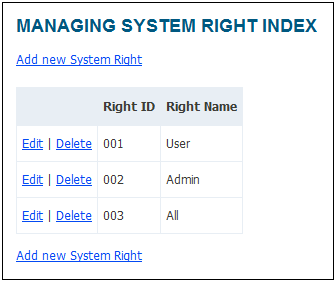 MANAGING SYSTEM RIGHT INDEX
Add new System Right
Right ID Right Name
Edit | Delete 001 User
Edit | Delete 002 Admin
Edit | Delete 003 All
Add new System Right